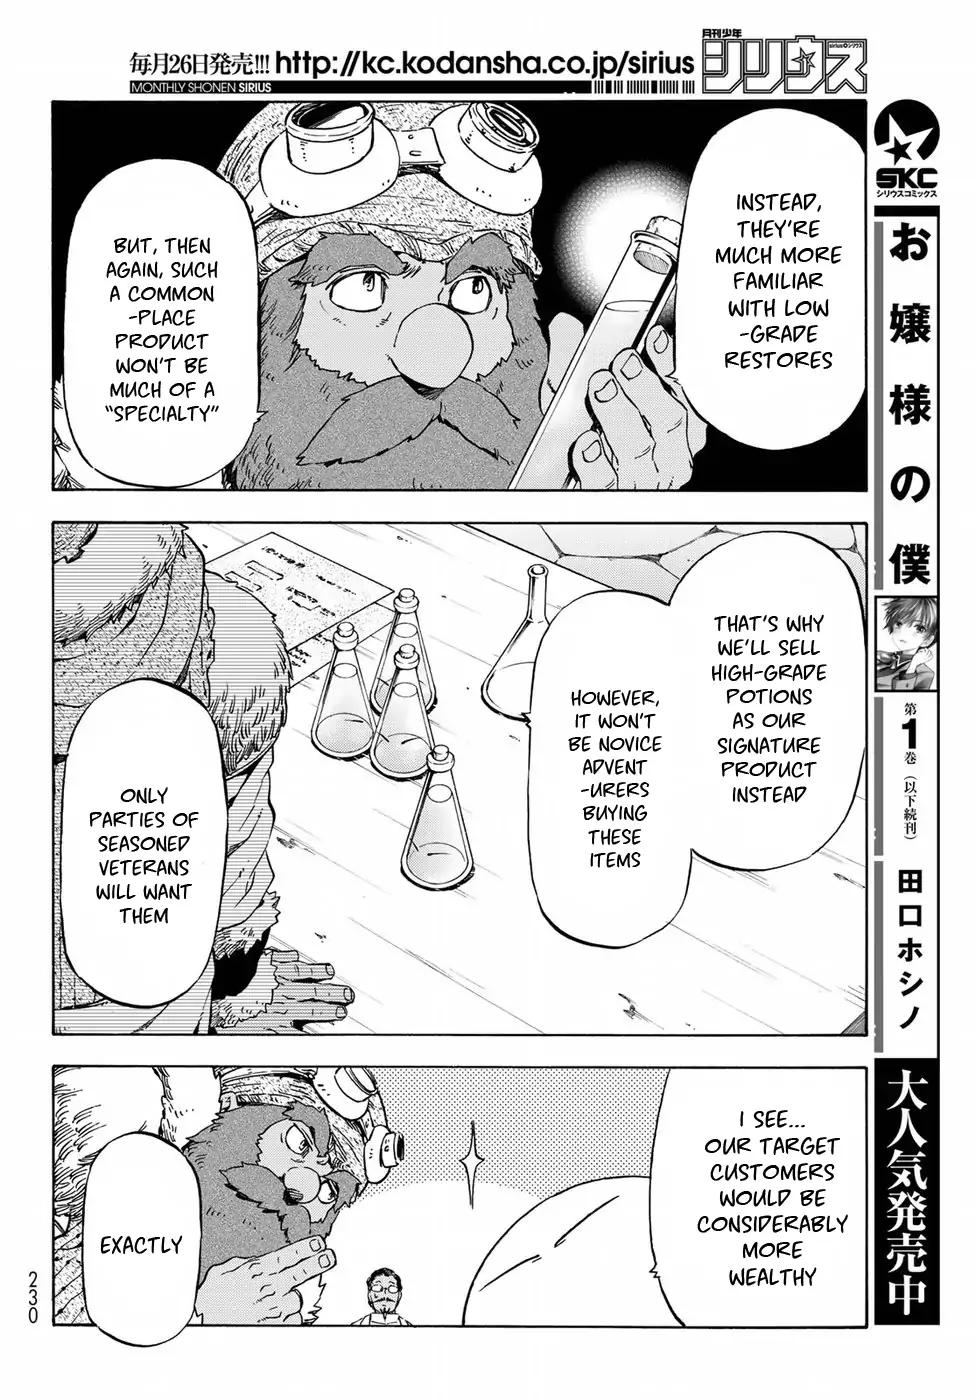 毎月26日発売!!!
http://kc.kodansha.co.jp/sirius
MONTHLY SHONEN SIRIUS
月刊少年
シリウス
SKC
シリウスコミックス
お嬢様の僕
第1巻(以下続刊)
田口ホシノ
大人気発売中
INSTEAD,
THEY'RE
MUCH MORE
FAMILIAR
WITH LOW
-GRADE
RESTORES
BUT, THEN
AGAIN, SUCH
A COMMON
-PLACE
PRODUCT
WON'T BE
MUCH OF A
"SPECIALTY"
THAT'S WHY
WE'LL SELL
HIGH-GRADE
POTIONS
AS OUR
SIGNATURE
PRODUCT
INSTEAD
HOWEVER,
IT WON'T
BE NOVICE
ADVENT
-URERS
BUYING
THESE
ITEMS
ONLY
PARTIES OF
SEASONED
VETERANS
WILL WANT
THEM
I SEE...
OUR TARGET
CUSTOMERS
WOULD BE
CONSIDERABLY
MORE
WEALTHY
EXACTLY
230